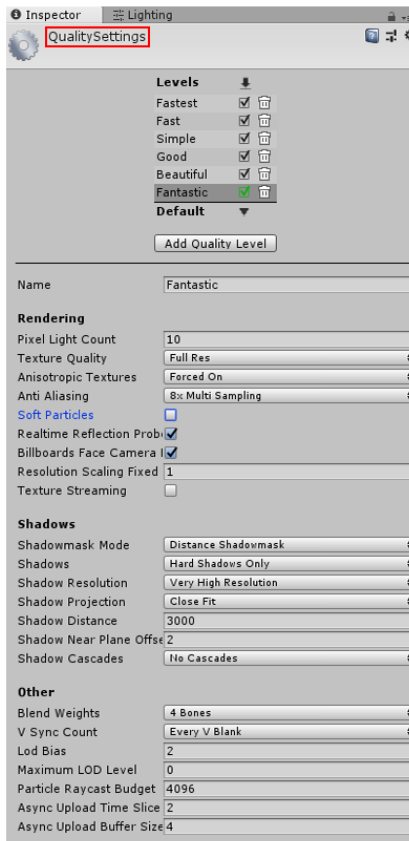 Inspector Lighting
QualitySettings
Levels
Fastest
Fast
Simple
Good
Beautiful
Fantastic
Default
Add Quality Level
Name Fantastic
Rendering
Pixel Light Count 10
Texture Quality Full Res
Anisotropic Textures Forced On
Anti Aliasing 8x Multi Sampling
Soft Particles
Realtime Reflection Prob
Billboards Face Camera
Resolution Scaling Fixed 1
Texture Streaming
Shadows
Shadowmask Mode Distance Shadowmask
Shadows Hard Shadows Only
Shadow Resolution Very High Resolution
Shadow Projection Close Fit
Shadow Distance 3000
Shadow Near Plane Offse 2
Shadow Cascades No Cascades
Other
Blend Weights 4 Bones
V Sync Count Every V Blank
Lod Bias 2
Maximum LOD Level 0
Particle Raycast Budget 4096
Async Upload Time Slice 2
Async Upload Buffer Size 4